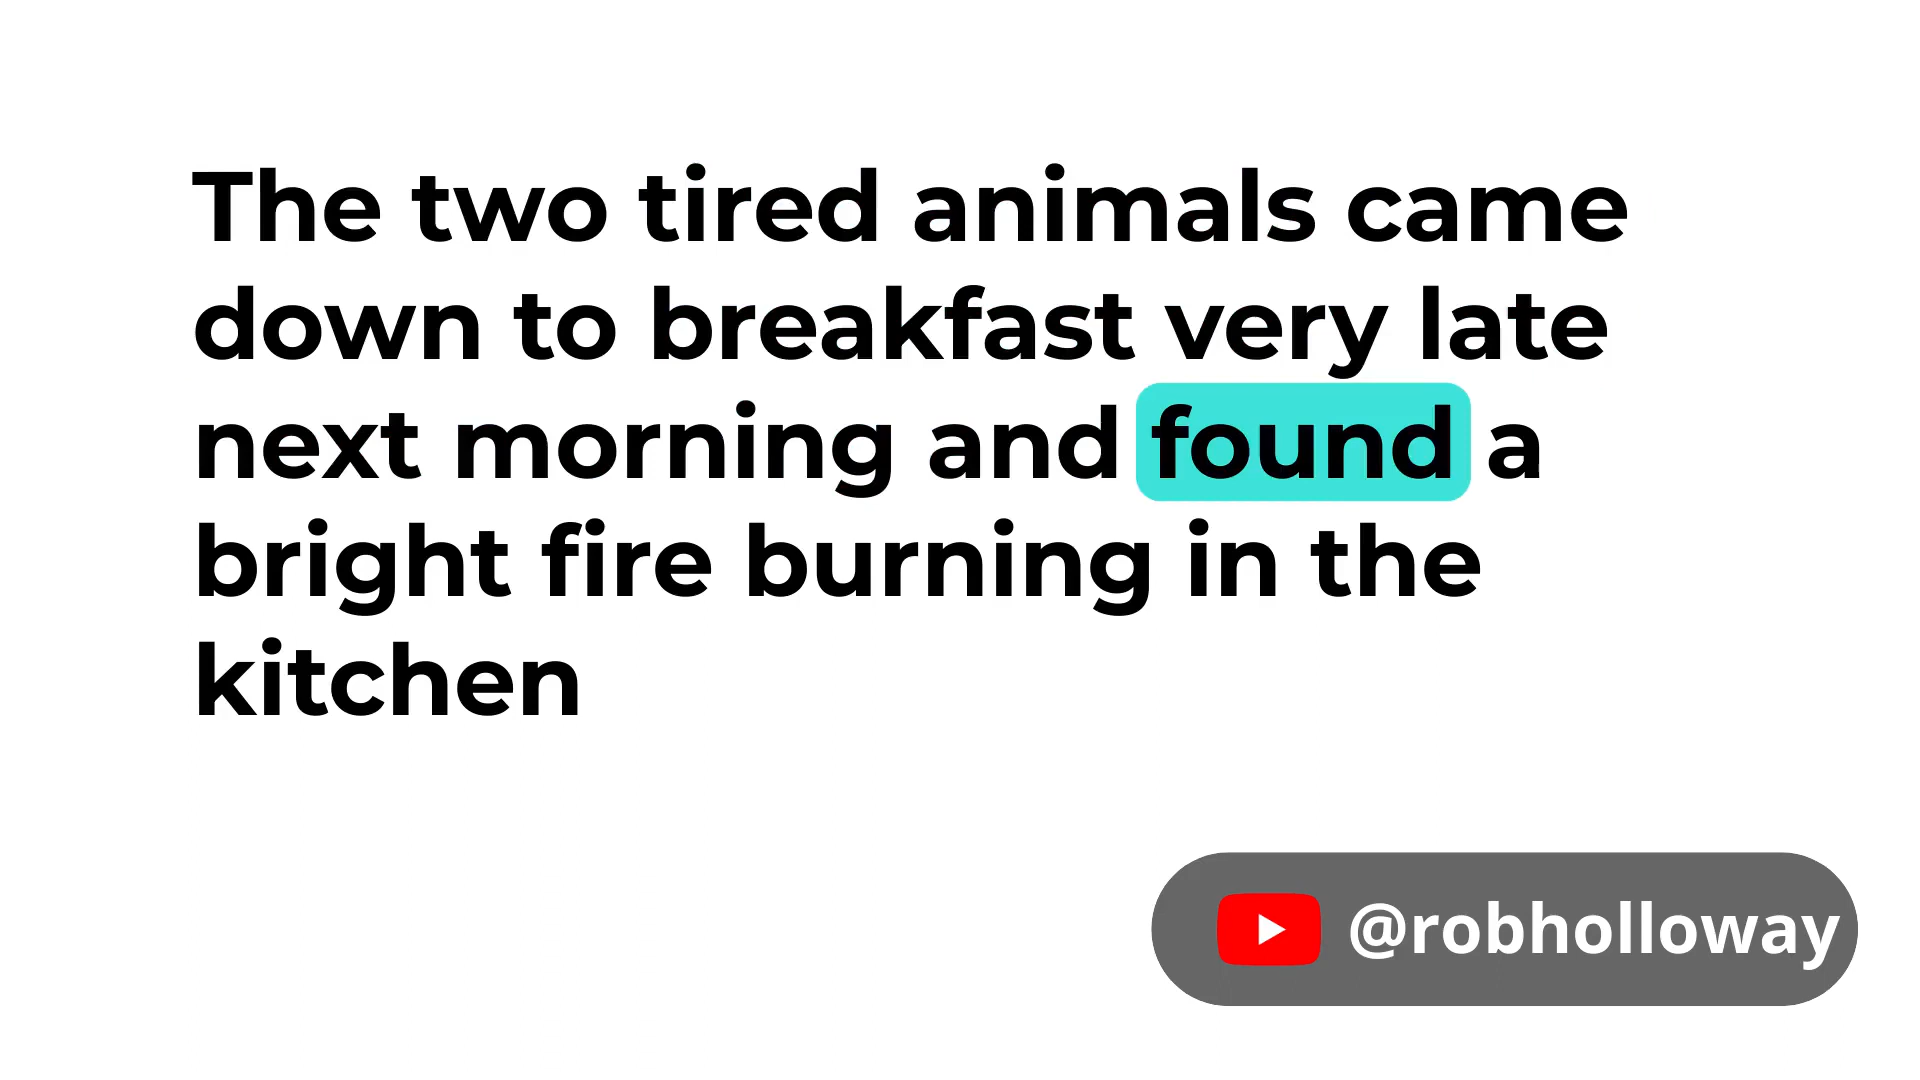 The two tired animals came
down to breakfast very late
next morning and found a
bright fire burning in the
kitchen
@robholloway